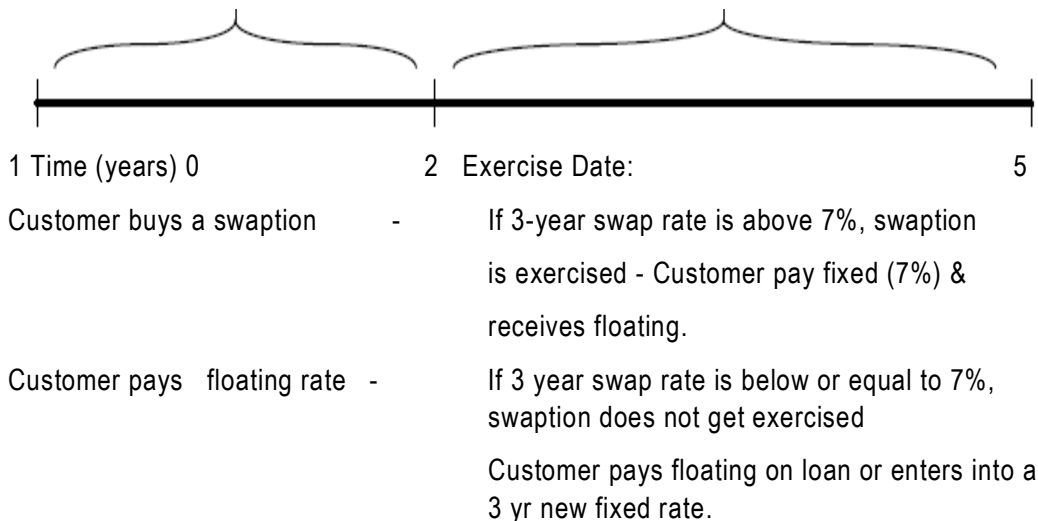 1 Time (years) 0 2 Exercise Date: 5
Customer buys a swaption - If 3-year swap rate is above 7%, swaption
is exercised - Customer pay fixed (7%) &
receives floating.
Customer pays floating rate - If 3 year swap rate is below or equal to 7%,
swaption does not get exercised
Customer pays floating on loan or enters into a
3 yr new fixed rate.